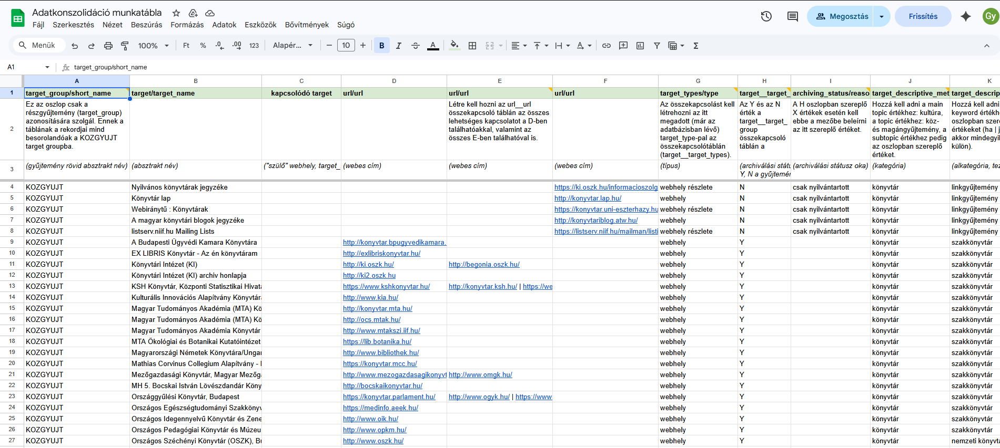 Adatkonszolidáció munkatábla
Fájl Szerkesztés Nézet Beszúrás Formázás Adatok Eszközök Bővítmények Súgó
Megosztás
Frissítés
Gy
Menük 100% Ft % .0 .00 123 Alapér... 10 B I A
A1 target_group/short_name
A B C D E F G H I J K
1 target_group/short_name target/target_name kapcsolódó target url/url url/url url/url target_types/type target__target_ archiving_status/reaso target_descriptive_met target_descrip
2
Ez az oszlop csak a
részgyűjtemény (target_group)
azonosítására szolgál. Ennek a
táblának a rekordjai mind
besorolandóak a KOZGYUJT
target groupba.
Létre kell hozni az url__url
összekapcsoló táblán az összes
lehetséges kapcsolatot a D-ben
találhatóakkal, valamint az
összes E-ben találhatóval is.
Az összekapcsolást kell
létrehozni az itt
megadott (már az
adatbázisban lévő)
target_type-pal az
összekapcsolótáblán
(target__target_types).
Az Y és az N
érték a
target__target_
group
összekapcsoló
táblán a
A H oszlopban szereplő
X értékek esetén kell
ebbe a mezőbe beleírni
az itt szereplő értéket.
Hozzá kell adni a main
topic értékhez: kultúra,
a topic értékhez: köz-
és magángyűjtemény, a
subtopic értékhez pedig
az oszlopban szereplő
értéket.
Hozzá kell adni
keyword értékh
oszlopban szer
értékeket (ha | j
akkor mindegyil
külön).
3 (gyűjtemény rövid absztrakt név) (absztrakt név) ("szülő" webhely, target_ (webes cím) (webes cím) (webes cím) (típus) (archiválási státu (archiválási státusz oka) (kategória) (alkategória, tez
Y, N a gyűjtemér
4 KOZGYUJT Nyilvános könyvtárak jegyzéke https://ki.oszk.hu/informacioszolg webhely részlete N csak nyilvántartott könyvtár linkgyűjtemény
5 KOZGYUJT Könyvtár lap http://konyvtar.lap.hu/ webhely N csak nyilvántartott könyvtár linkgyűjtemény
6 KOZGYUJT Webiránytű : Könyvtárak https://konyvtar.uni-eszterhazy.hu webhely részlete N csak nyilvántartott könyvtár linkgyűjtemény
7 KOZGYUJT A magyar könyvtári blogok jegyzéke http://konyvtariblog.atw.hu/ webhely N csak nyilvántartott könyvtár linkgyűjtemény
8 KOZGYUJT listserv.niif.hu Mailing Lists https://listserv.niif.hu/mailman/listi webhely részlete N csak nyilvántartott könyvtár linkgyűjtemény
9 KOZGYUJT A Budapesti Ügyvédi Kamara Könyvtára http://konyvtar.bpugyvedikamara. webhely Y könyvtár szakkönyvtár
10 KOZGYUJT EX LIBRIS Könyvtár - Az én könyvtáram http://exlibriskonyvtar.hu/ webhely Y könyvtár szakkönyvtár
11 KOZGYUJT Könyvtári Intézet (KI) http://ki.oszk.hu/ http://begonia.oszk.hu/ webhely Y könyvtár szakkönyvtár
12 KOZGYUJT Könyvtári Intézet (KI) archiv honlapja http://ki2.oszk.hu webhely Y könyvtár szakkönyvtár
13 KOZGYUJT KSH Könyvtár, Központi Statisztikai Hivata https://www.kshkonyvtar.hu/ http://konyvtar.ksh.hu/ | https://we webhely Y könyvtár szakkönyvtár
14 KOZGYUJT Kulturális Innovációs Alapítvány Könyvtár http://www.kia.hu/ webhely Y könyvtár szakkönyvtár
15 KOZGYUJT Magyar Tudományos Akadémia (MTA) Kö http://konyvtar.mta.hu/ webhely Y könyvtár szakkönyvtár
16 KOZGYUJT Magyar Tudományos Akadémia (MTA) Kö http://ocs.mtak.hu/ webhely Y könyvtár szakkönyvtár
17 KOZGYUJT Magyar Tudományos Akadémia Könyvtár http://www.mtakszi.iif.hu/ webhely Y könyvtár szakkönyvtár
18 KOZGYUJT MTA Ökológiai és Botanikai Kutatóintézet https://lib.botanika.hu/ webhely Y könyvtár szakkönyvtár
19 KOZGYUJT Magyarországi Németek Könyvtára/Ungar http://www.bibliothek.hu/ webhely Y könyvtár szakkönyvtár
20 KOZGYUJT Mathias Corvinus Collegium Alapítvány - https://konyvtar.mcc.hu/ webhely Y könyvtár szakkönyvtár
21 KOZGYUJT Mezőgazdasági Könyvtár, Magyar Mezőga http://www.mezogazdasagikonyvt http://www.omgk.hu/ webhely Y könyvtár szakkönyvtár
22 KOZGYUJT MH 5. Bocskai István Lövészdandár Köny http://bocskaikonyvtar.hu/ webhely Y könyvtár szakkönyvtár
23 KOZGYUJT Országgyűlési Könyvtár, Budapest https://konyvtar.parlament.hu/ http://www.ogyk.hu/ | https://www. webhely Y könyvtár szakkönyvtár
24 KOZGYUJT Országos Egészségtudományi Szakkönyv https://medinfo.aeek.hu/ webhely Y könyvtár szakkönyvtár
25 KOZGYUJT Országos Idegennyelvű Könyvtár és Zene http://www.oik.hu/ webhely Y könyvtár szakkönyvtár
26 KOZGYUJT Országos Pedagógiai Könyvtár és Múzeu http://www.opkm.hu/ webhely Y könyvtár szakkönyvtár
27 KOZGYUJT Országos Széchényi Könyvtár (OSZK), Bu http://www.oszk.hu/ webhely Y könyvtár nemzeti könyvtá